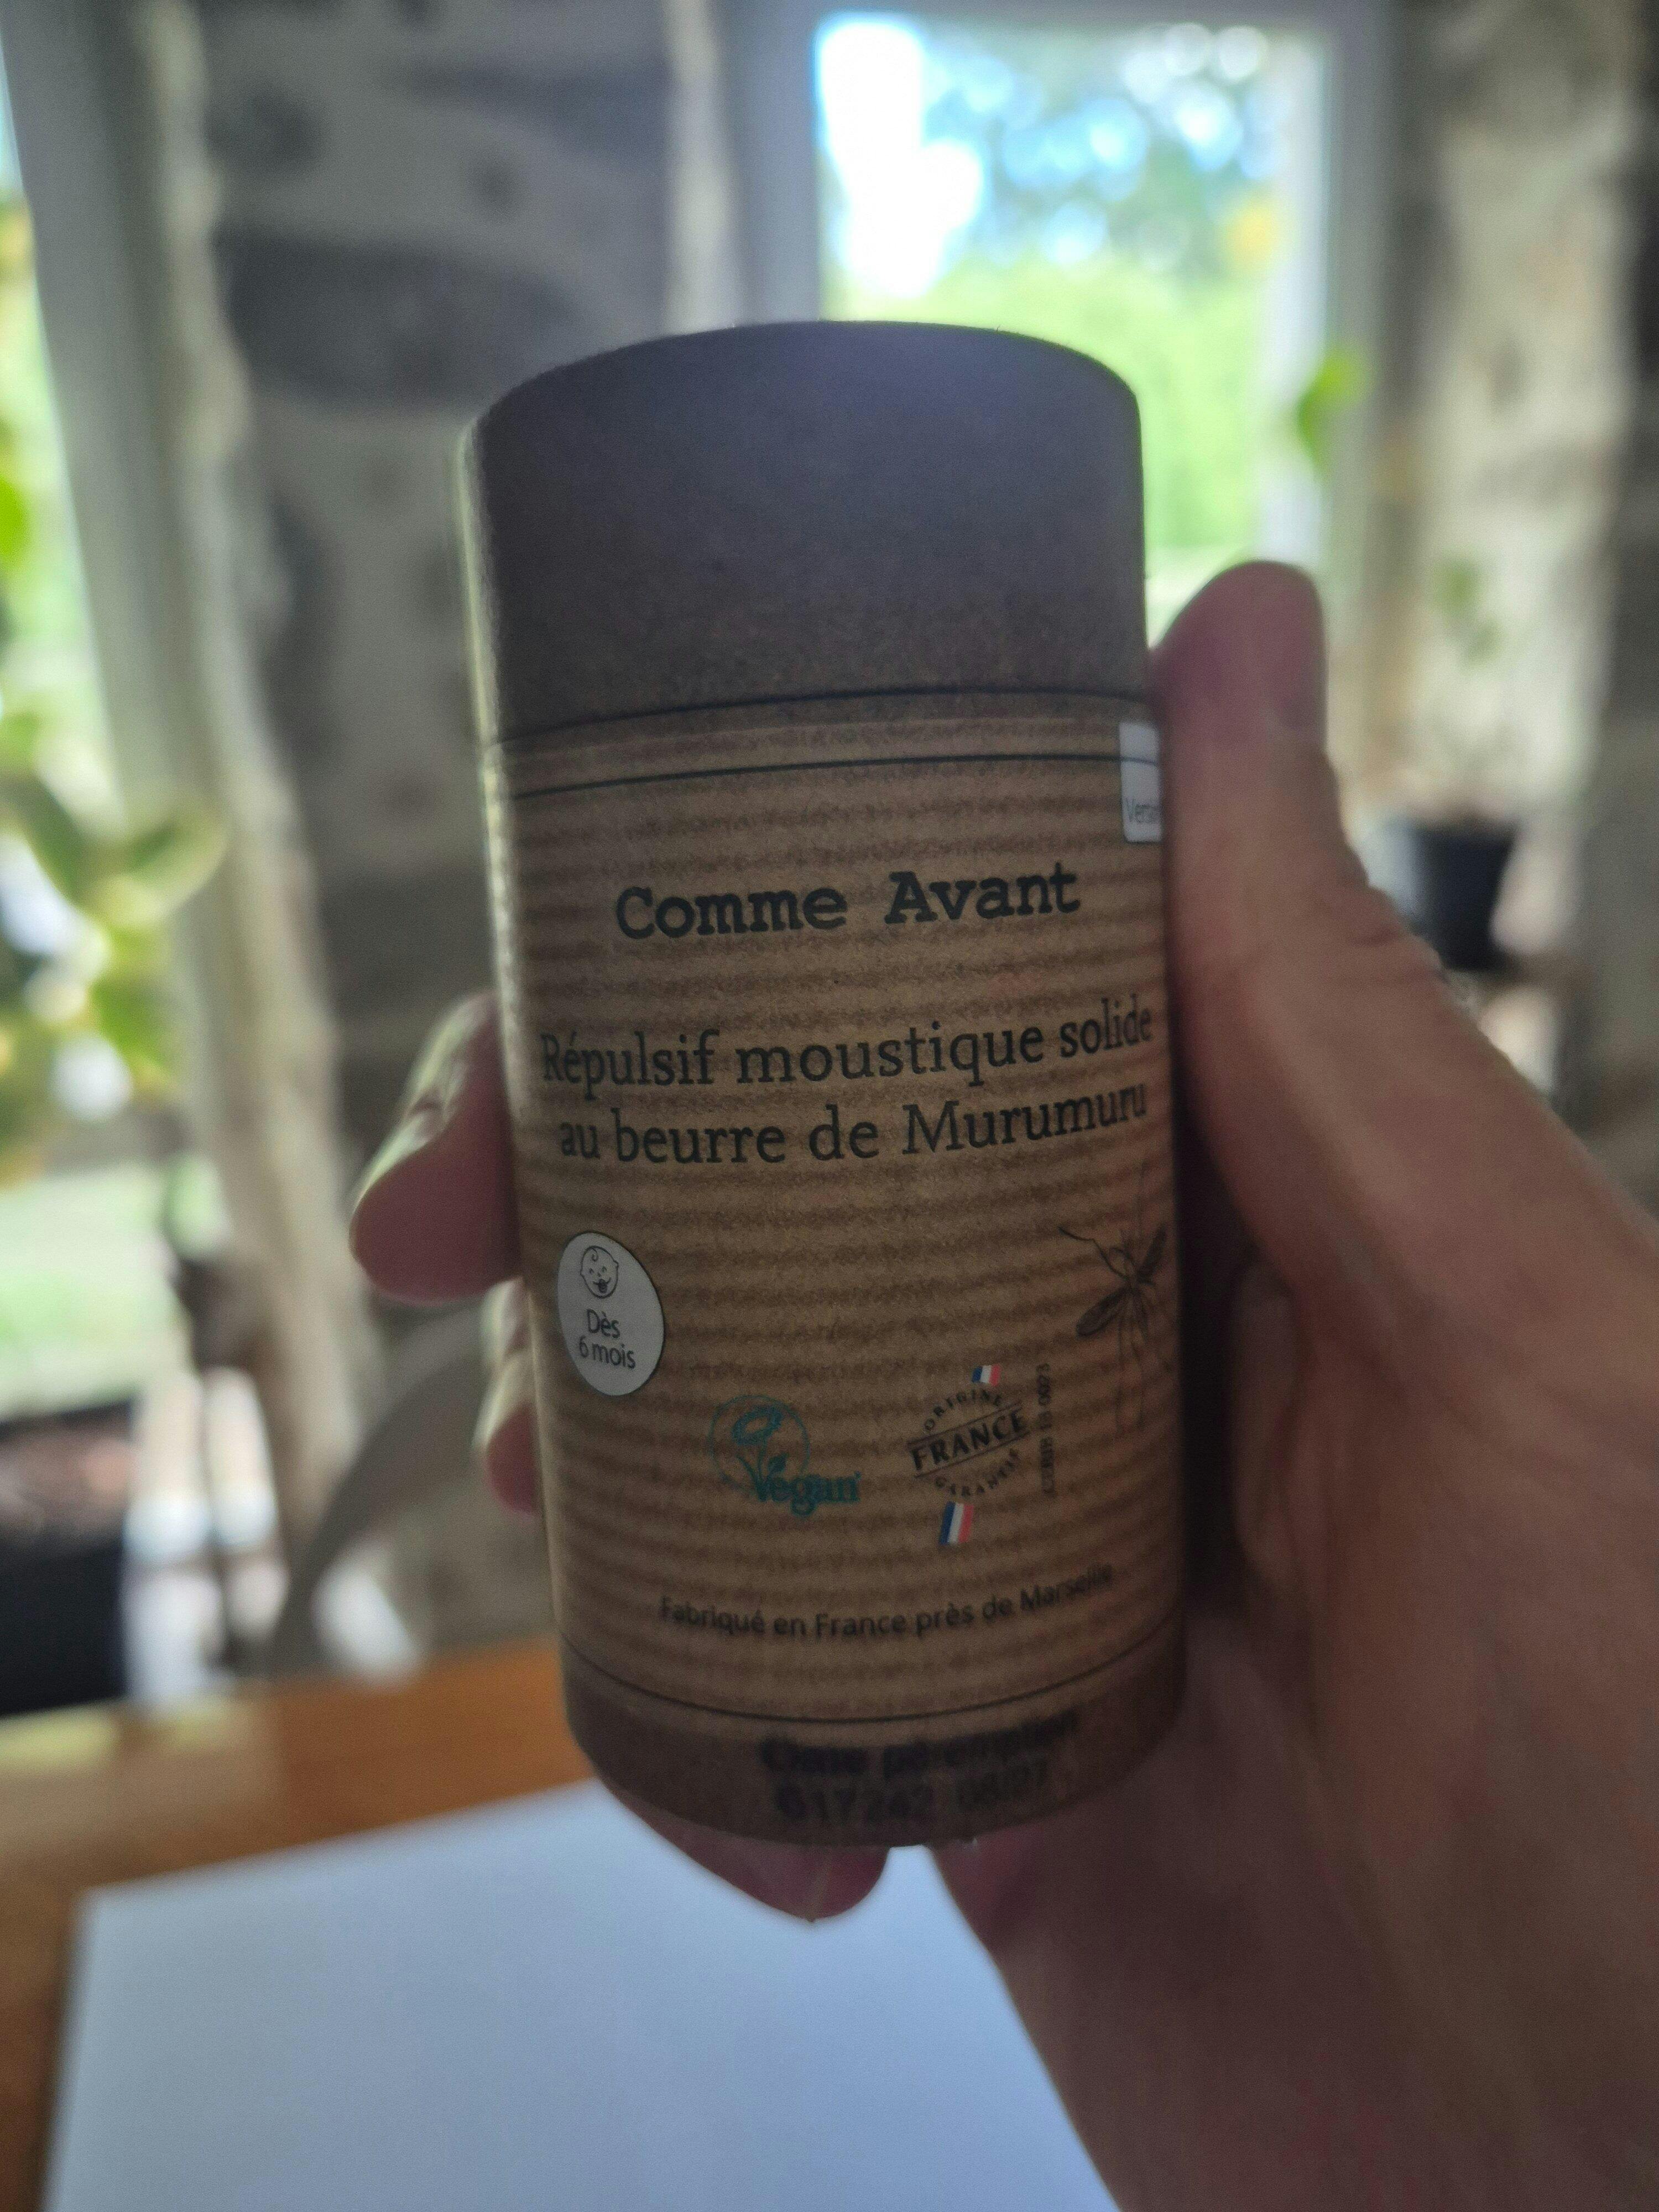 Comme Avant
Répulsif moustique solide
au beurre de Murumuru
Dès
6 mois
Vegan
ORIGINE
FRANCE
GARANTIE
Fabriqué en France près de Marseille